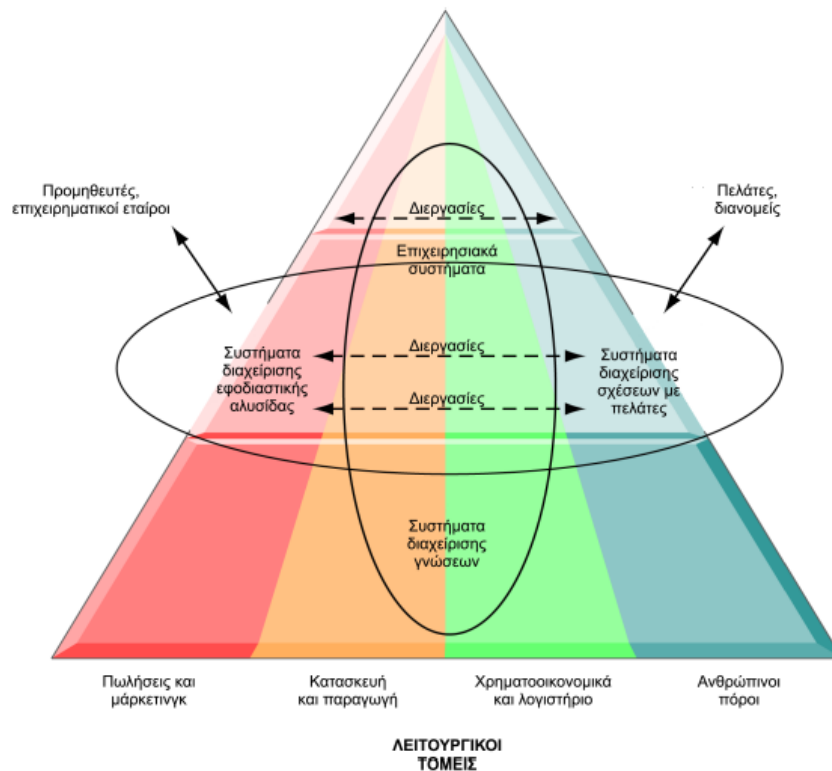 Προμηθευτές,
επιχειρηματικοί εταίροι
Πελάτες,
διανομείς
Διεργασίες
Επιχειρησιακά
συστήματα
Διεργασίες
Συστήματα
διαχείρισης
εφοδιαστικής
αλυσίδας
Συστήματα
διαχείρισης
σχέσεων με
πελάτες
Διεργασίες
Συστήματα
διαχείρισης
γνώσεων
Πωλήσεις και
μάρκετινγκ
Κατασκευή
και παραγωγή
Χρηματοοικονομικά
και λογιστήριο
Ανθρώπινοι
πόροι
ΛΕΙΤΟΥΡΓΙΚΟΙ
ΤΟΜΕΙΣ